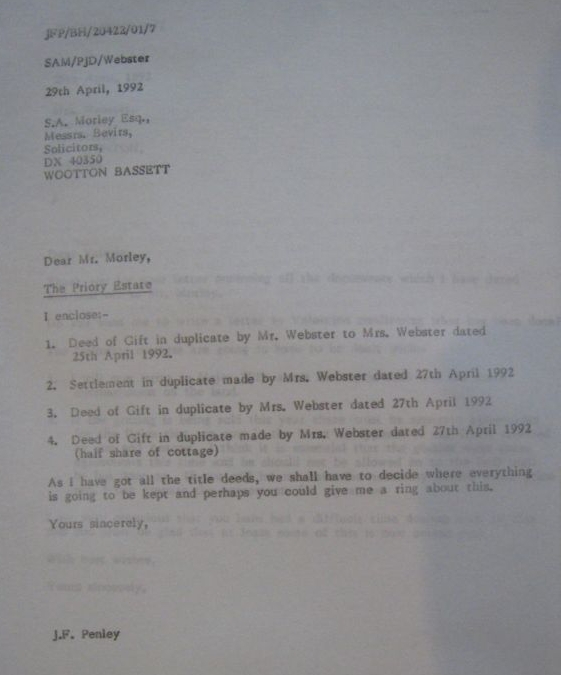 JFP/BH/20422/01/7
SAM/PJD/Webster
29th April, 1992
S.A. Morley Esq.,
Messrs. Bevirs,
Solicitors,
DX 40350
WOOTTON BASSETT
Dear Mr. Morley,
The Priory Estate
I enclose:-
1. Deed of Gift in duplicate by Mr. Webster to Mrs. Webster dated
25th April 1992.
2. Settlement in duplicate made by Mrs. Webster dated 27th April 1992
3. Deed of Gift in duplicate by Mrs. Webster dated 27th April 1992
4. Deed of Gift in duplicate made by Mrs. Webster dated 27th April 1992
(half share of cottage)
As I have got all the title deeds, we shall have to decide where everything
is going to be kept and perhaps you could give me a ring about this.
Yours sincerely,
With best wishes,
Yours sincerely,
J.F. Penley